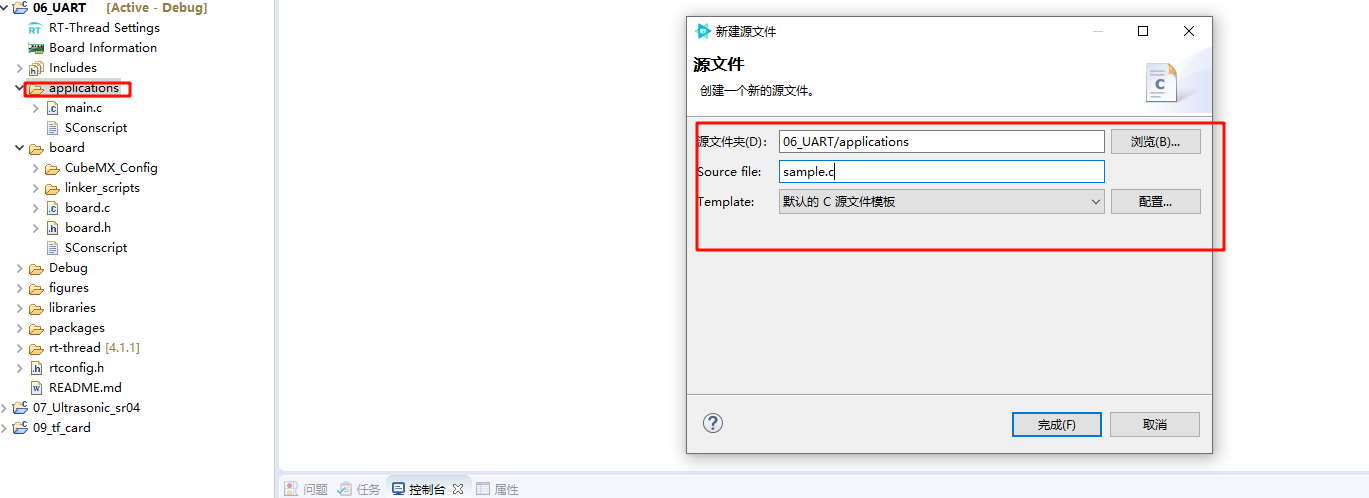 06_UART [Active - Debug]
RT-Thread Settings
Board Information
Includes
applications
main.c
SConscript
board
CubeMX_Config
linker_scripts
board.c
board.h
SConscript
Debug
figures
libraries
packages
rt-thread [4.1.1]
rtconfig.h
README.md
07_Ultrasonic_sr04
09_tf_card
新建源文件
源文件
创建一个新的源文件。
源文件夹(D): 06_UART/applications 浏览(B)...
Source file: sample.c
Template: 默认的 C 源文件模板 配置...
完成(F) 取消
问题 任务 控制台 属性